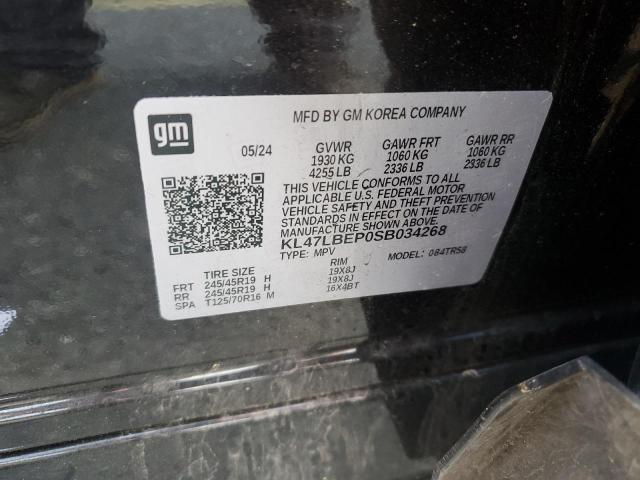 gm
MFD BY GM KOREA COMPANY
05/24 GVWR GAWR FRT GAWR RR
1930 KG 1060 KG 1060 KG
4255 LB 2336 LB 2336 LB
THIS VEHICLE CONFORMS TO ALL
APPLICABLE U.S. FEDERAL MOTOR
VEHICLE SAFETY AND THEFT PREVENTION
STANDARDS IN EFFECT ON THE DATE OF
MANUFACTURE SHOWN ABOVE.
KL47LBEP0SB034268
TYPE: MPV MODEL: 084TR58
TIRE SIZE RIM
FRT 245/45R19 H 19X8J
RR 245/45R19 H 19X8J
SPA T125/70R16 M 16X4BT